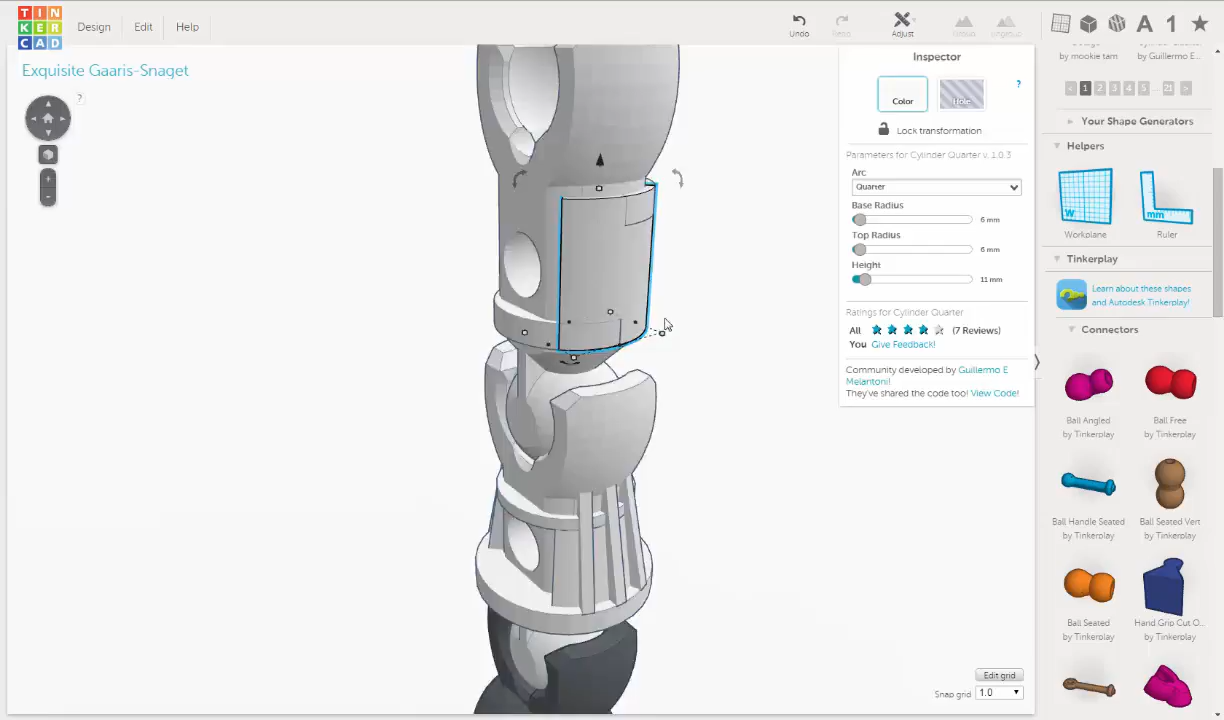 TIN
KER
CAD
Design
Edit
Help
Undo
Redo
Adjust
Group
Ungroup
A
1
Exquisite Gaaris-Snaget
?
+
-
Inspector
Color
Hole
?
Lock transformation
Parameters for Cylinder Quarter v. 1.0.3
Arc
Quarter
Base Radius
6 mm
Top Radius
6 mm
Height
11 mm
Ratings for Cylinder Quarter
All
(7 Reviews)
You
Give Feedback!
Community developed by Guillermo E
Melantoni!
They've shared the code too! View Code!
Edit grid
Snap grid
1.0
by mookie tam
by Guillermo E...
<
1
2
3
4
5
...
21
>
Your Shape Generators
Helpers
W
mm
Workplane
Ruler
Tinkerplay
Learn about these shapes
and Autodesk Tinkerplay!
Connectors
Ball Angled
by Tinkerplay
Ball Free
by Tinkerplay
Ball Handle Seated
by Tinkerplay
Ball Seated Vert
by Tinkerplay
Ball Seated
by Tinkerplay
Hand Grip Cut O...
by Tinkerplay